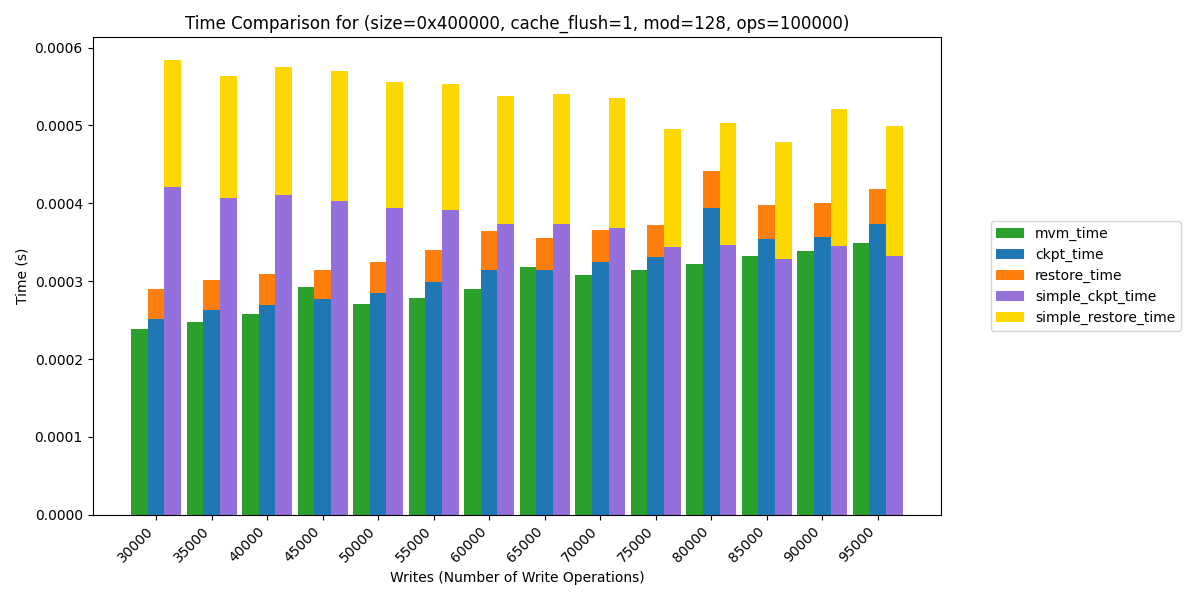 Time Comparison for (size=0x400000, cache_flush=1, mod=128, ops=100000)
0.0006
0.0005
0.0004
0.0003
0.0002
0.0001
0.0000
Time (s)
30000 35000 40000 45000 50000 55000 60000 65000 70000 75000 80000 85000 90000 95000
Writes (Number of Write Operations)
mvm_time
ckpt_time
restore_time
simple_ckpt_time
simple_restore_time